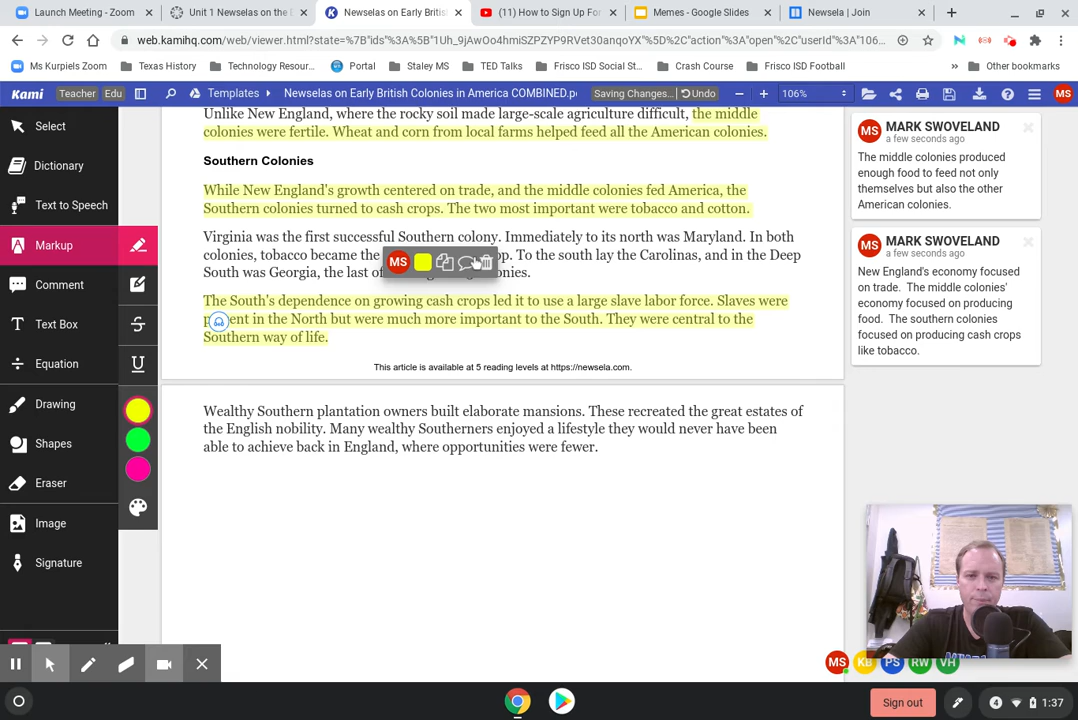 Launch Meeting - Zoom
Unit 1 Newselas on the E
Newselas on Early Britis
(11) How to Sign Up For
Memes - Google Slides
Newsela | Join
web.kamihq.com/web/viewer.html?state=%7B"ids"%3A%5B"1Uh_9jAwOo4hmiSZPZYP9RVet30anqoYX"%5D%2C"action"%3A"open"%2C"userId"%3A"106...
Ms Kurpiels Zoom
Texas History
Technology Resour...
Portal
Staley MS
TED Talks
Frisco ISD Social St...
Crash Course
Frisco ISD Football
»
Other bookmarks
Kami
Teacher
Edu
Templates
Newselas on Early British Colonies in America COMBINED.p
Saving Changes...
Undo
106%
MS
Select
Dictionary
Text to Speech
Markup
Comment
Text Box
Equation
Drawing
Shapes
Eraser
Image
Signature
Unlike New England, where the rocky soil made large-scale agriculture difficult, the middle
colonies were fertile. Wheat and corn from local farms helped feed all the American colonies.
Southern Colonies
While New England's growth centered on trade, and the middle colonies fed America, the
Southern colonies turned to cash crops. The two most important were tobacco and cotton.
Virginia was the first successful Southern colony. Immediately to its north was Maryland. In both
colonies, tobacco became the op. To the south lay the Carolinas, and in the Deep
South was Georgia, the last of onies.
MS
The South's dependence on growing cash crops led it to use a large slave labor force. Slaves were
p ent in the North but were much more important to the South. They were central to the
Southern way of life.
This article is available at 5 reading levels at https://newsela.com.
Wealthy Southern plantation owners built elaborate mansions. These recreated the great estates of
the English nobility. Many wealthy Southerners enjoyed a lifestyle they would never have been
able to achieve back in England, where opportunities were fewer.
MS
MARK SWOVELAND
a few seconds ago
The middle colonies produced
enough food to feed not only
themselves but also the other
American colonies.
MS
MARK SWOVELAND
a few seconds ago
New England's economy focused
on trade. The middle colonies'
economy focused on producing
food. The southern colonies
focused on producing cash crops
like tobacco.
MS
KB
PS
RW
VH
Sign out
4
1:37